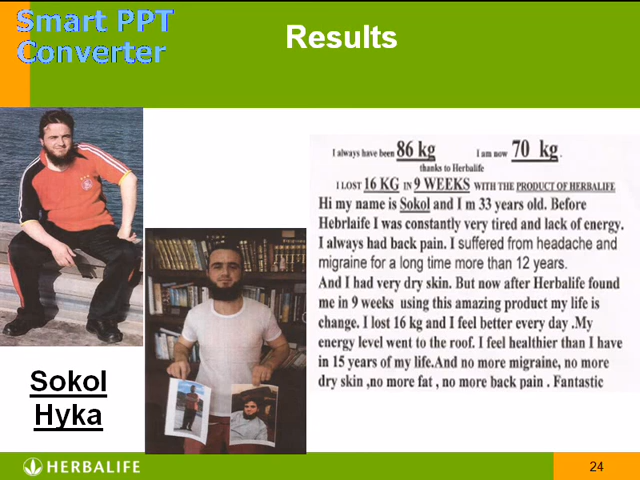 Smart PPT
Converter
Results
I always have been 86 kg I am now 70 kg.
thanks to Herbalife
I LOST 16 KG IN 9 WEEKS WITH THE PRODUCT OF HERBALIFE
Hi my name is Sokol and I m 33 years old. Before
Hebrlaife I was constantly very tired and lack of energy.
I always had back pain. I suffered from headache and
migraine for a long time more than 12 years.
And I had very dry skin. But now after Herbalife found
me in 9 weeks using this amazing product my life is
change. I lost 16 kg and I feel better every day .My
energy level went to the roof. I feel healthier than I have
in 15 years of my life.And no more migraine, no more
dry skin ,no more fat , no more back pain . Fantastic
Sokol
Hyka
HERBALIFE
24